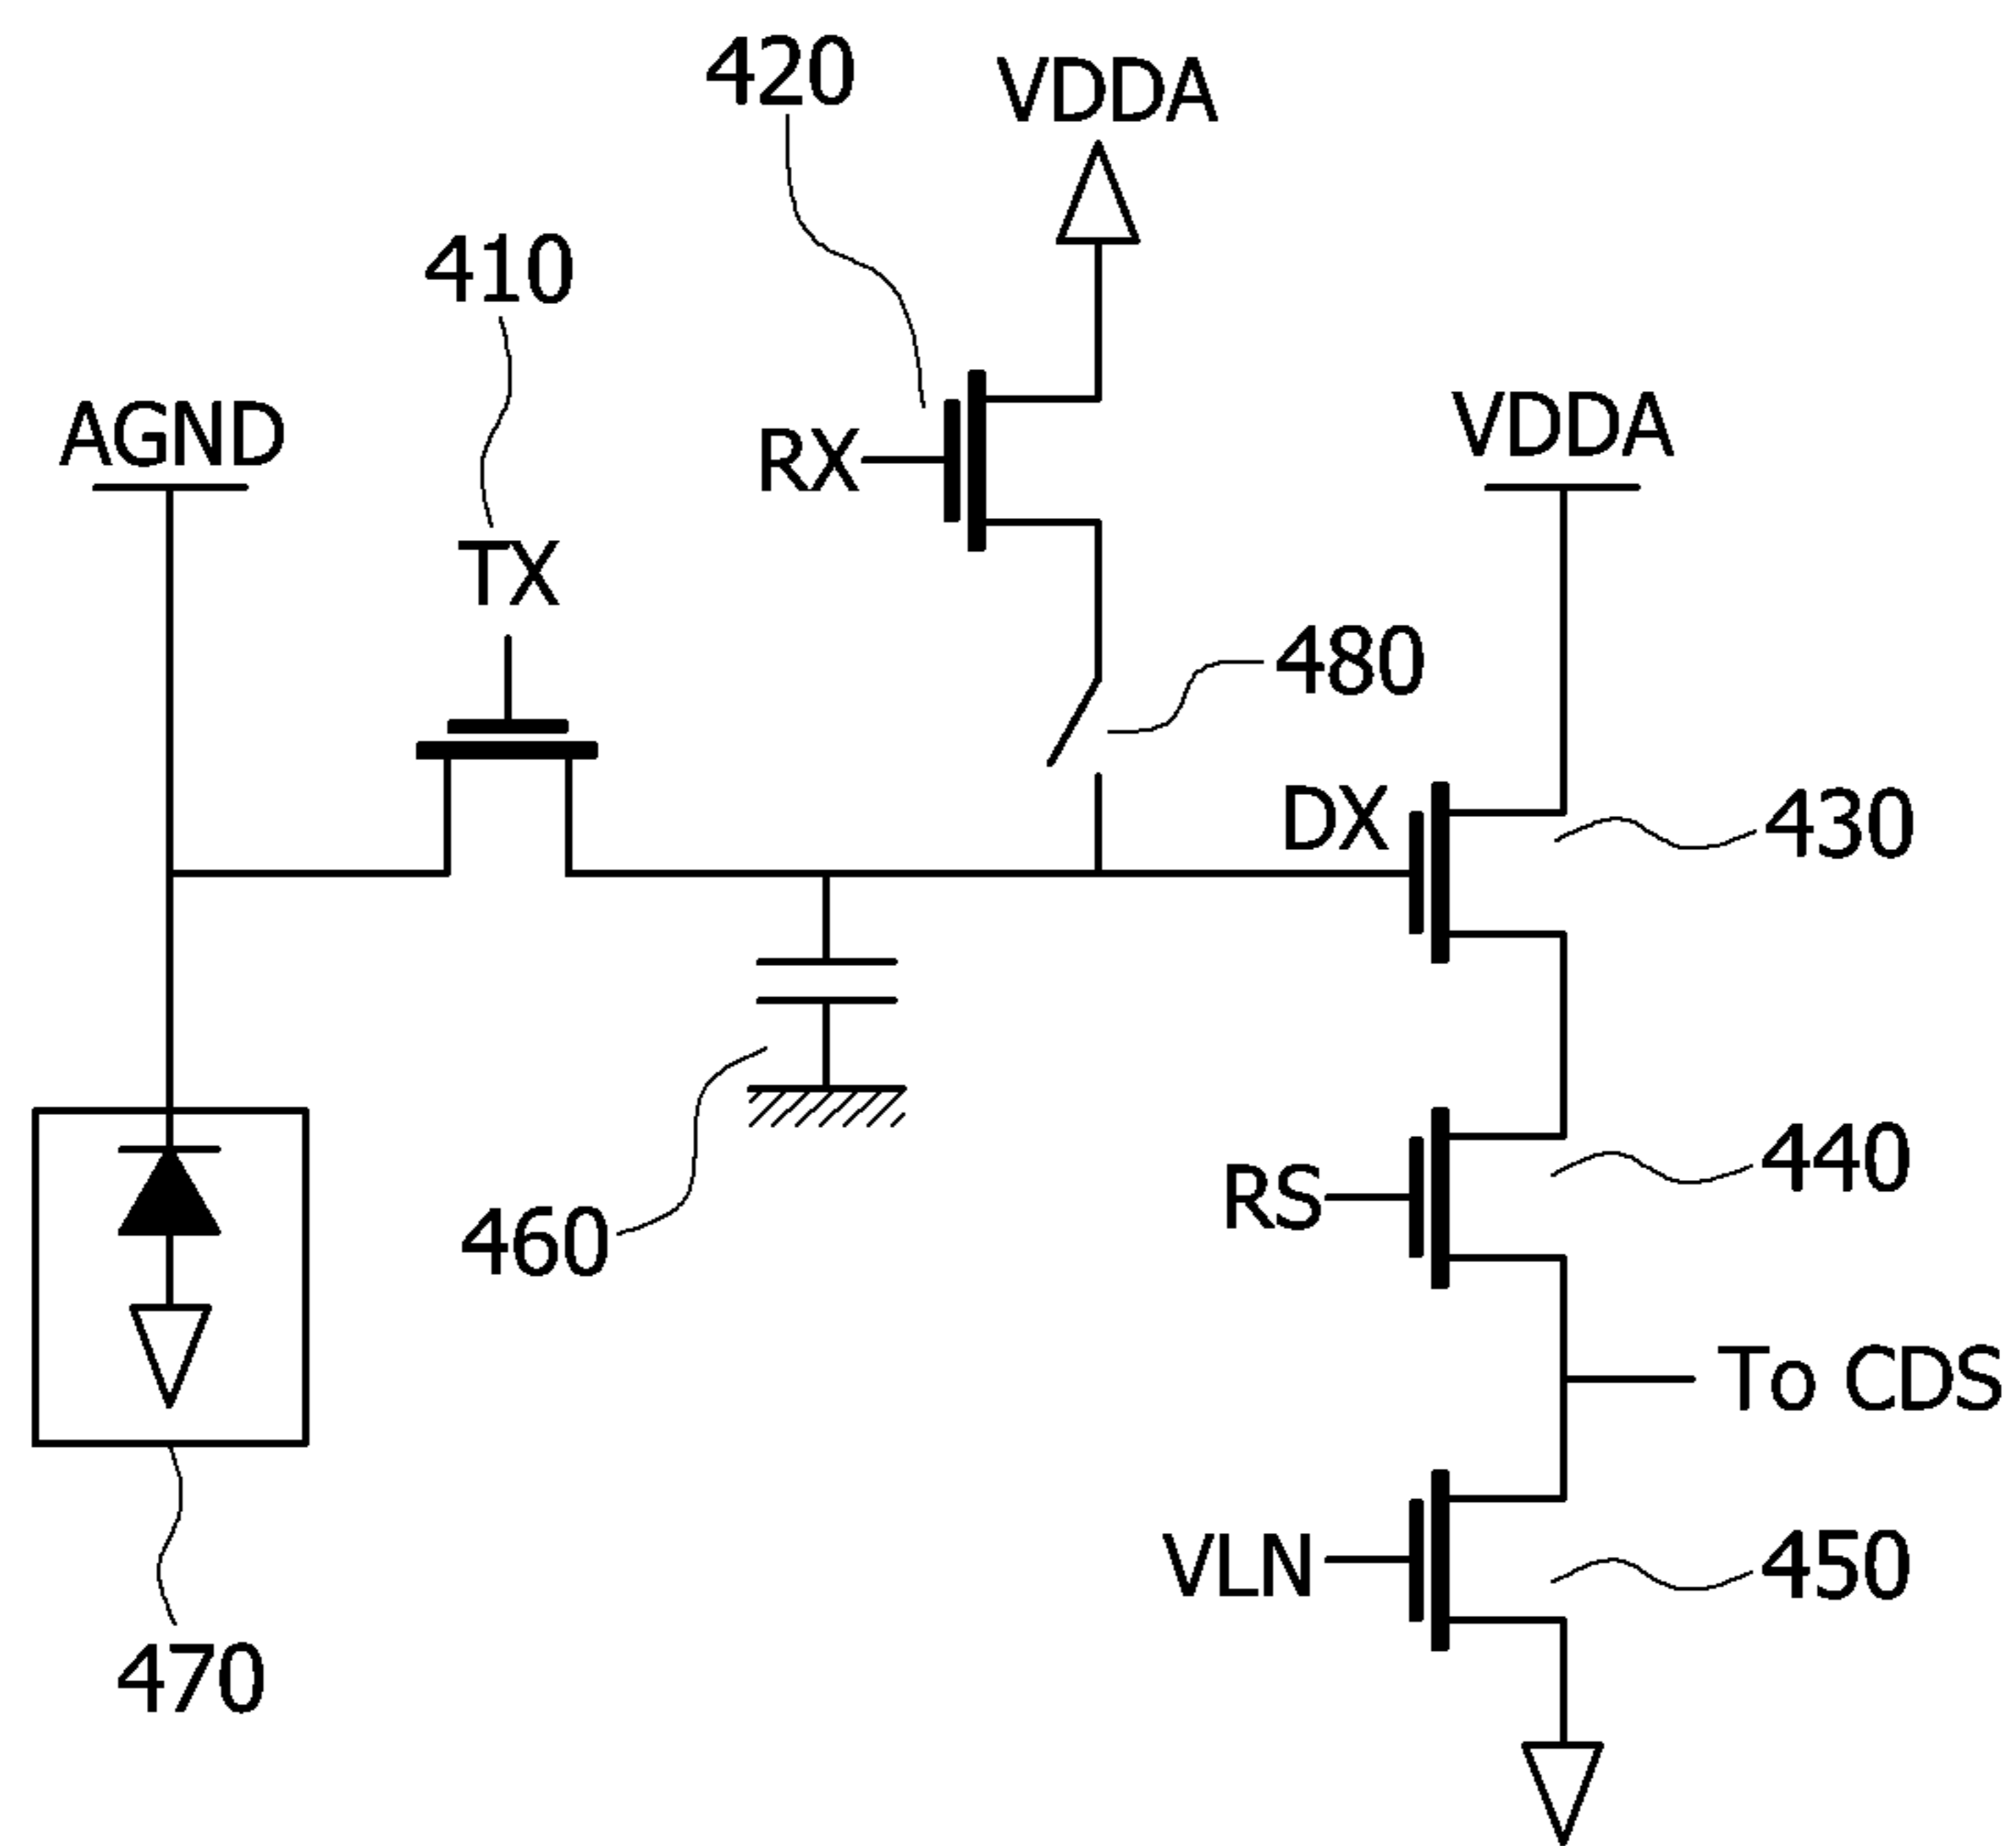 420
VDDA
410
AGND
RX
VDDA
TX
480
DX
430
440
RS
460
To CDS
VLN
450
470